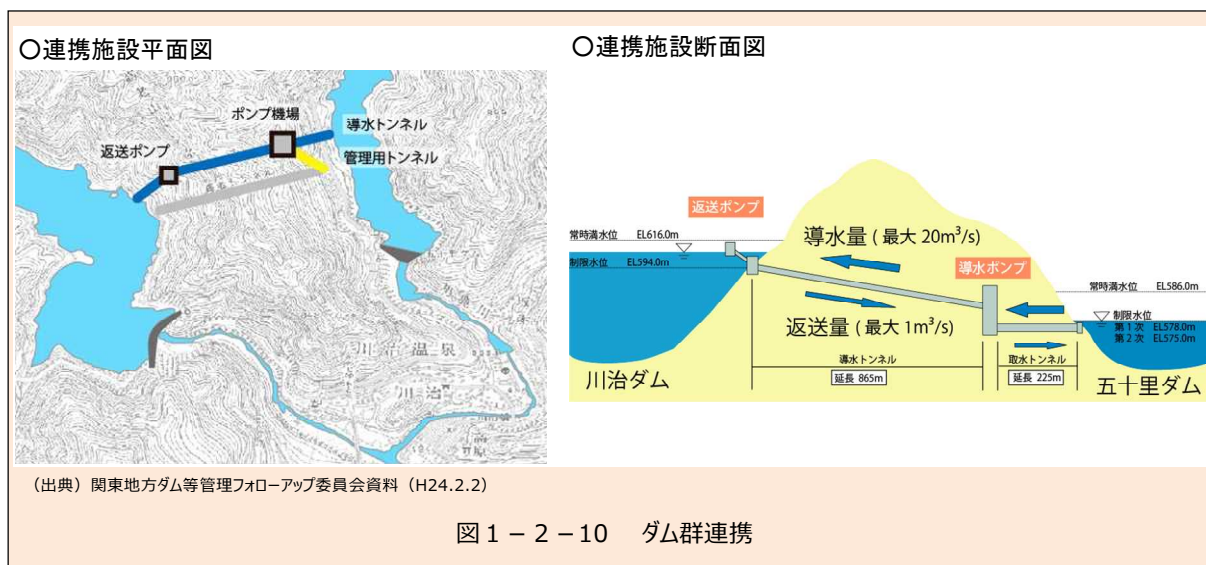 〇連携施設平面図
ポンプ機場
導水トンネル
返送ポンプ
管理用トンネル
川治温泉
川治
〇連携施設断面図
返送ポンプ
常時満水位 EL616.0m
導水量 ( 最大 20m³/s)
制限水位 EL594.0m
導水ポンプ
常時満水位 EL586.0m
制限水位
第1次 EL578.0m
第2次 EL575.0m
返送量 ( 最大 1m³/s)
導水トンネル
取水トンネル
延長 865m
延長 225m
川治ダム
五十里ダム
（出典）関東地方ダム等管理フォローアップ委員会資料（H24.2.2）
図1－2－10 ダム群連携